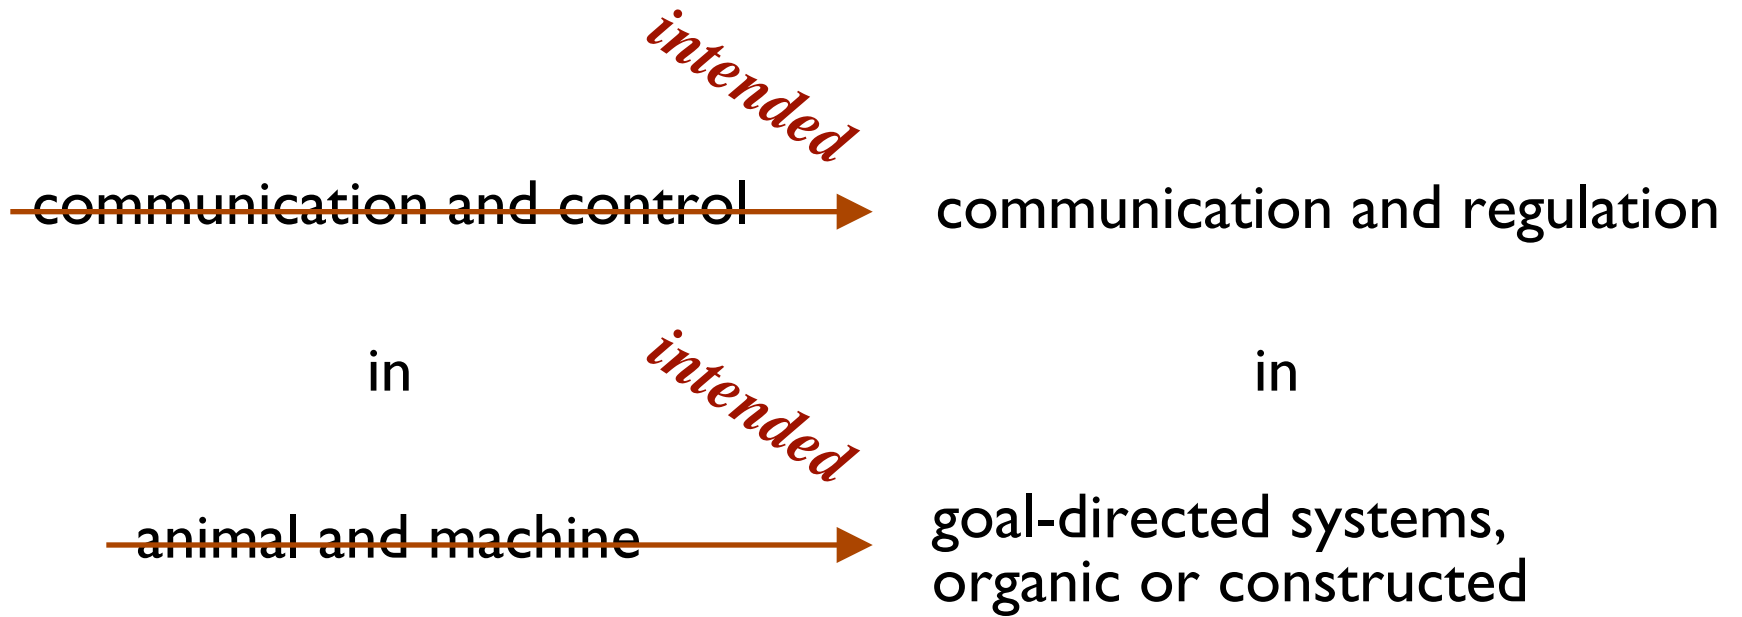 intended
communication and control
communication and regulation
in
intended
in
animal and machine
goal-directed systems,
organic or constructed